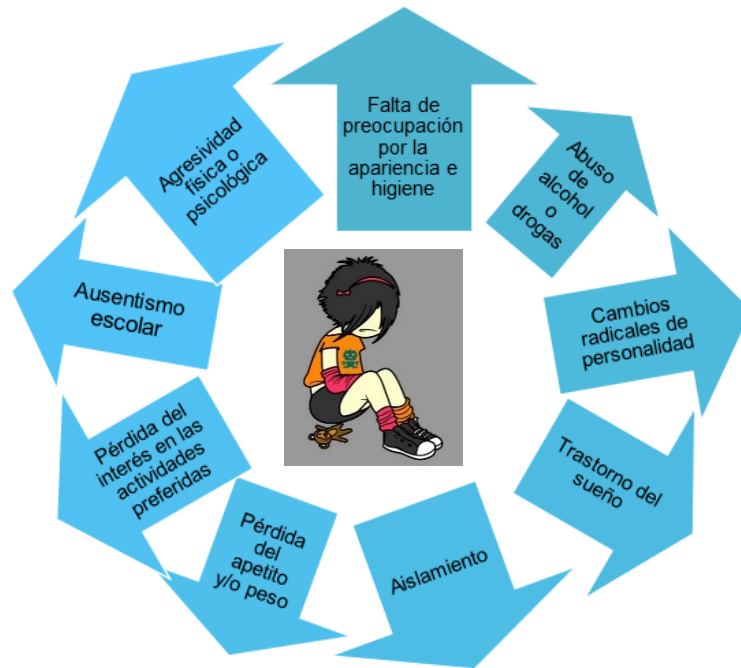 Falta de
preocupación
por la
apariencia e
higiene
Abuso
de
alcohol
o
drogas
Cambios
radicales de
personalidad
Trastorno del
sueño
Aislamiento
Pérdida
del
apetito
y/o peso
Pérdida del
interés en las
actividades
preferidas
Ausentismo
escolar
Agresividad
física o
psicológica